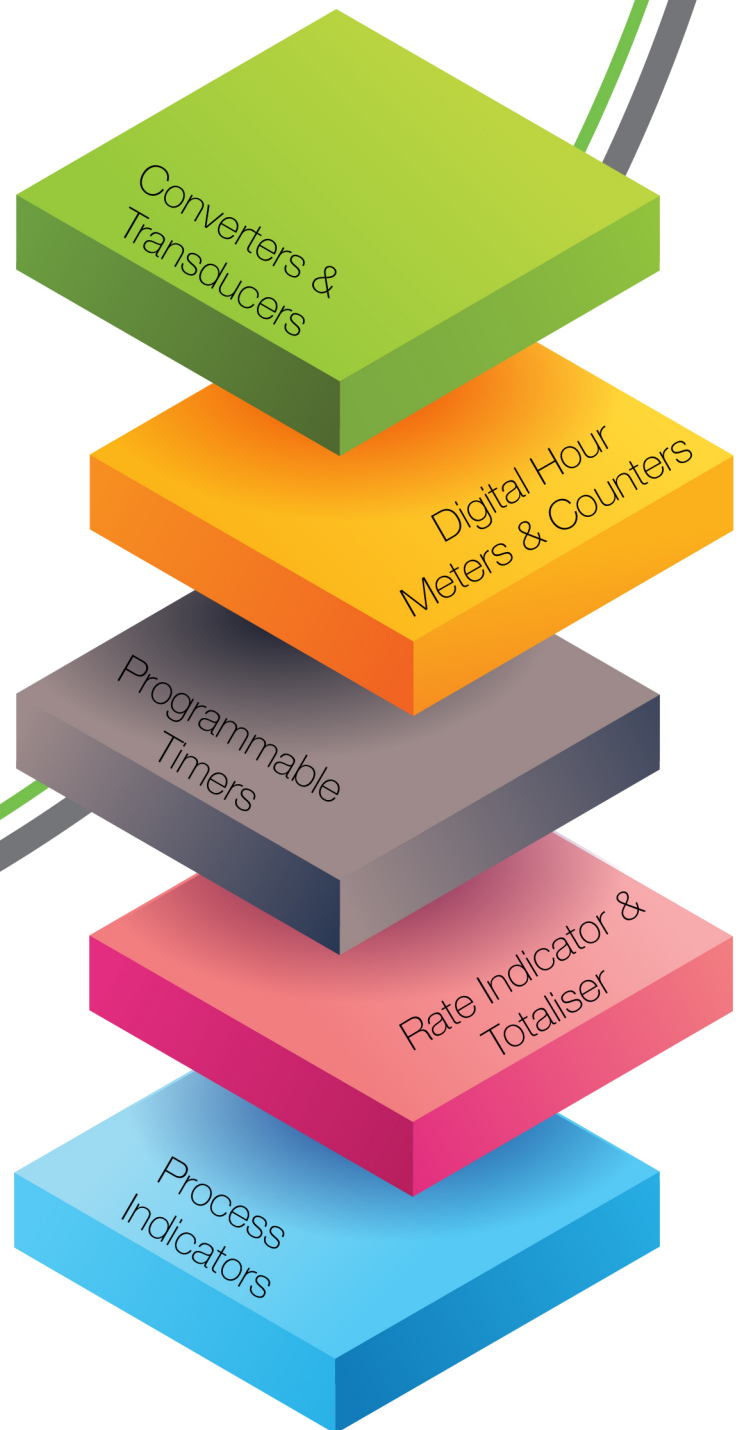 Converters &
Transducers
Digital Hour
Meters & Counters
Programmable
Timers
Rate Indicator &
Totaliser
Process
Indicators